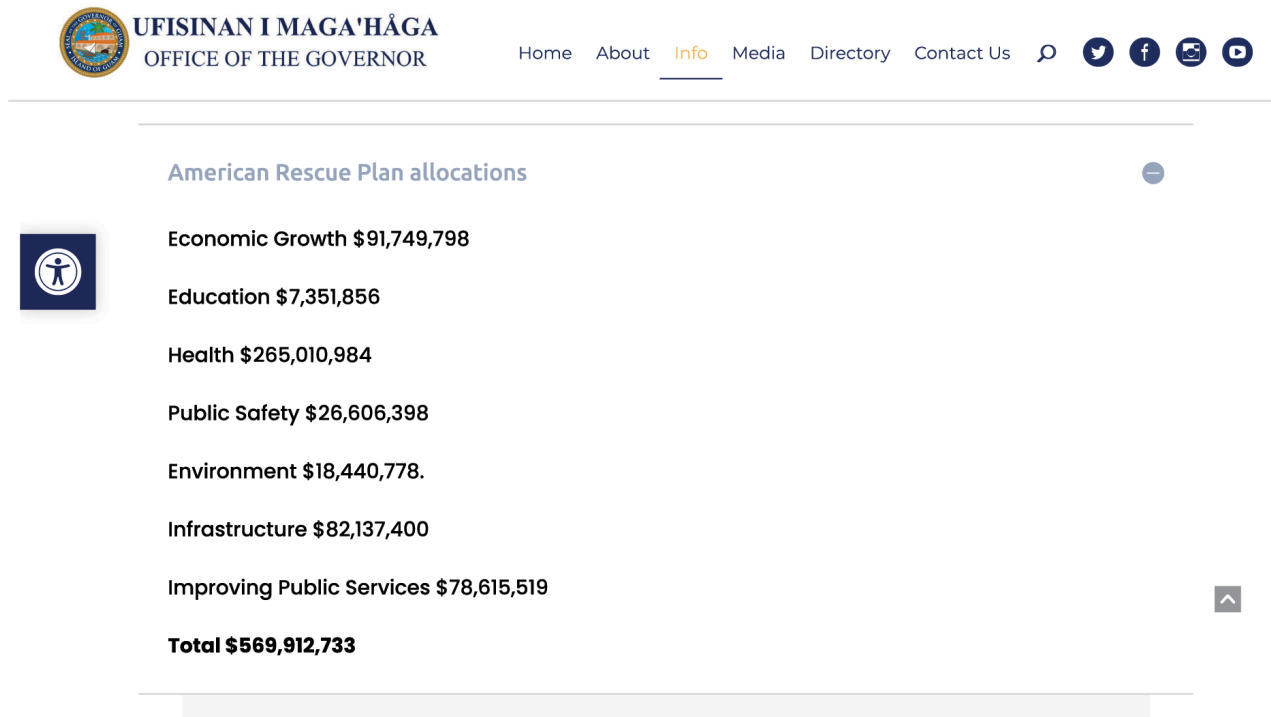 UFISINAN I MAGA'HÅGA
OFFICE OF THE GOVERNOR
Home About Info Media Directory Contact Us
American Rescue Plan allocations
Economic Growth $91,749,798
Education $7,351,856
Health $265,010,984
Public Safety $26,606,398
Environment $18,440,778.
Infrastructure $82,137,400
Improving Public Services $78,615,519
Total $569,912,733